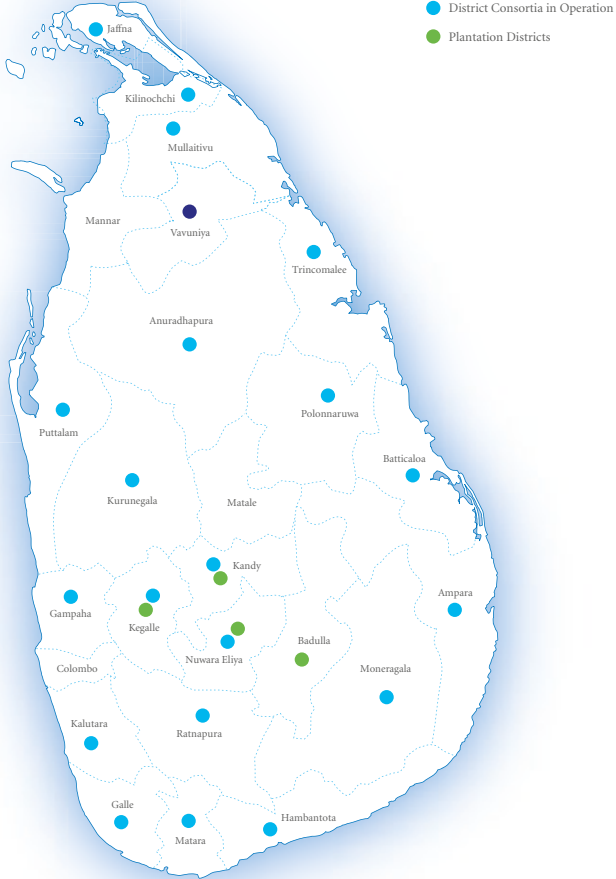 District Consortia in Operation
Jaffna
Plantation Districts
Kilinochchi
Mullaitivu
Mannar
Vavuniya
Trincomalee
Anuradhapura
Polonnaruwa
Puttalam
Batticaloa
Kurunegala
Matale
Kandy
Ampara
Gampaha
Kegalle
Badulla
Nuwara Eliya
Colombo
Moneragala
Kalutara
Ratnapura
Galle
Hambantota
Matara